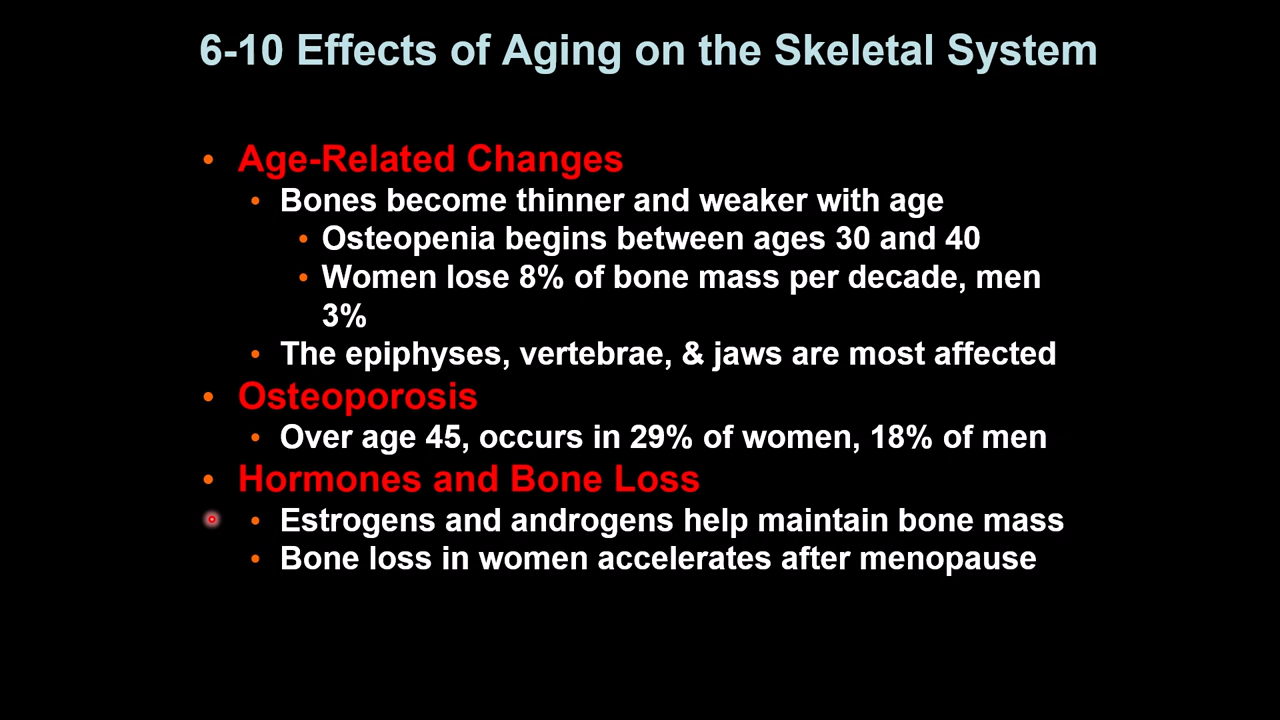 6-10 Effects of Aging on the Skeletal System
• Age-Related Changes
• Bones become thinner and weaker with age
• Osteopenia begins between ages 30 and 40
• Women lose 8% of bone mass per decade, men
3%
• The epiphyses, vertebrae, & jaws are most affected
• Osteoporosis
• Over age 45, occurs in 29% of women, 18% of men
• Hormones and Bone Loss
• Estrogens and androgens help maintain bone mass
• Bone loss in women accelerates after menopause